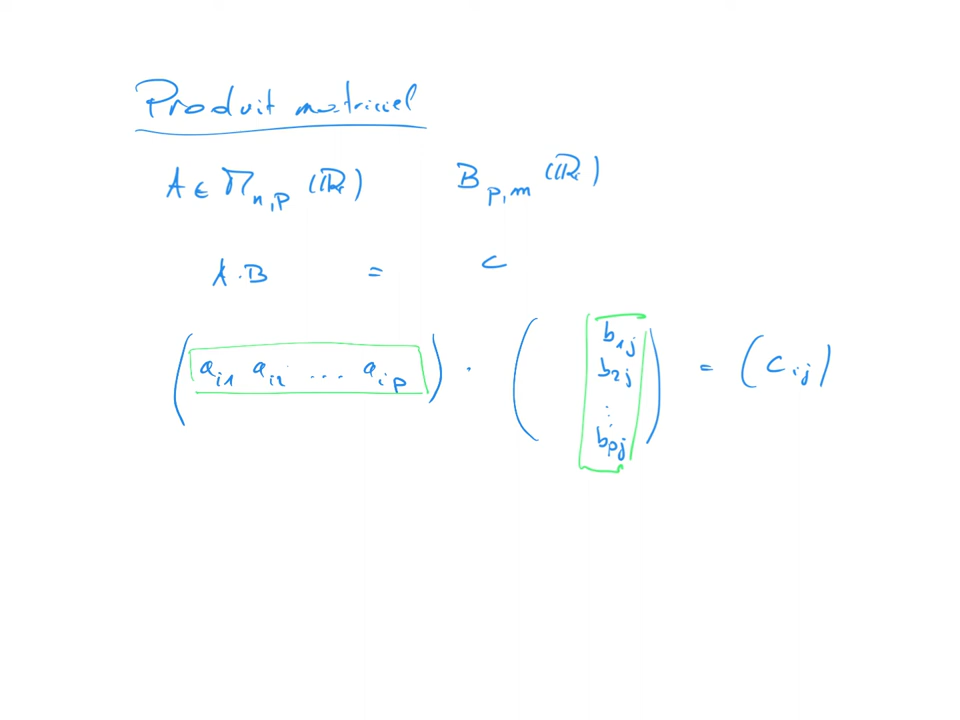 Produit matriciel
A ∈ M_{n,p} (ℝ) B_{p,m} (ℝ)
A · B = C
(a_{i1} a_{i2} ... a_{ip}) · (b_{1j} b_{2j} ⋮ b_{pj}) = (c_{ij})